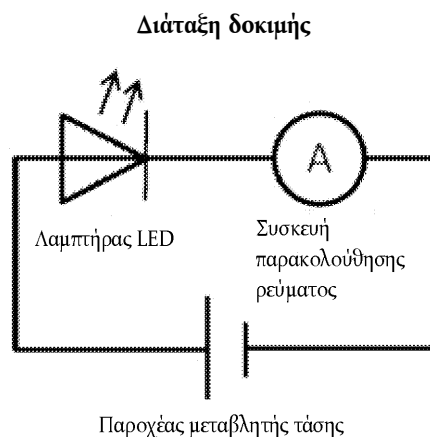 Διάταξη δοκιμής
A
Λαμπτήρας LED
Συσκευή
παρακολούθησης
ρεύματος
Παροχέας μεταβλητής τάσης